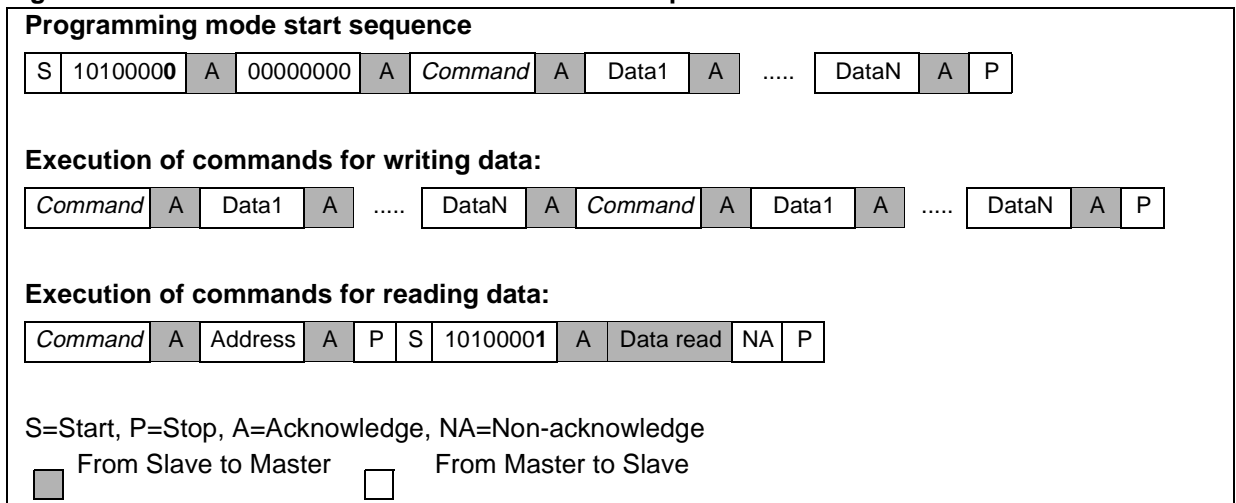 Programming mode start sequence
S 10100000 A 00000000 A Command A Data1 A ..... DataN A P
Execution of commands for writing data:
Command A Data1 A ..... DataN A Command A Data1 A ..... DataN A P
Execution of commands for reading data:
Command A Address A P S 10100001 A Data read NA P
S=Start, P=Stop, A=Acknowledge, NA=Non-acknowledge
From Slave to Master From Master to Slave